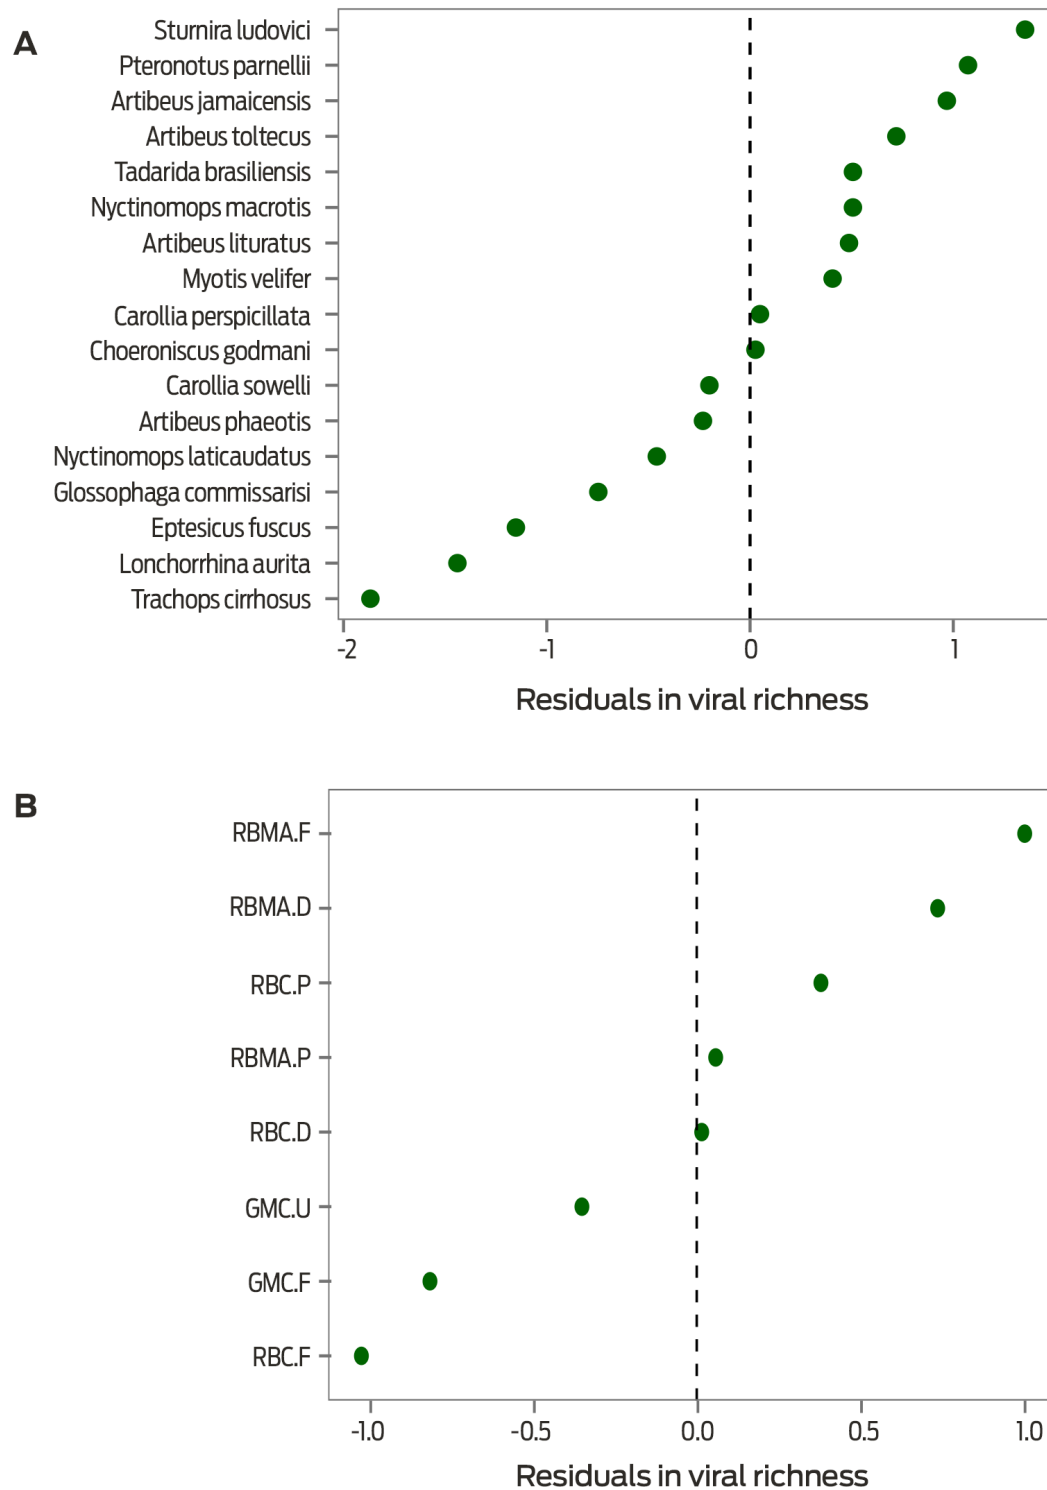 A
Sturnira ludovici
Pteronotus parnellii
Artibeus jamaicensis
Artibeus toltecus
Tadarida brasiliensis
Nyctinomops macrotis
Artibeus lituratus
Myotis velifer
Carollia perspicillata
Choeroniscus godmani
Carollia sowelli
Artibeus phaeotis
Nyctinomops laticaudatus
Glossophaga commissarisi
Eptesicus fuscus
Lonchorrhina aurita
Trachops cirrhosus
-2 -1 0 1
Residuals in viral richness
B
RBMA.F
RBMA.D
RBC.P
RBMA.P
RBC.D
GMC.U
GMC.F
RBC.F
-1.0 -0.5 0.0 0.5 1.0
Residuals in viral richness